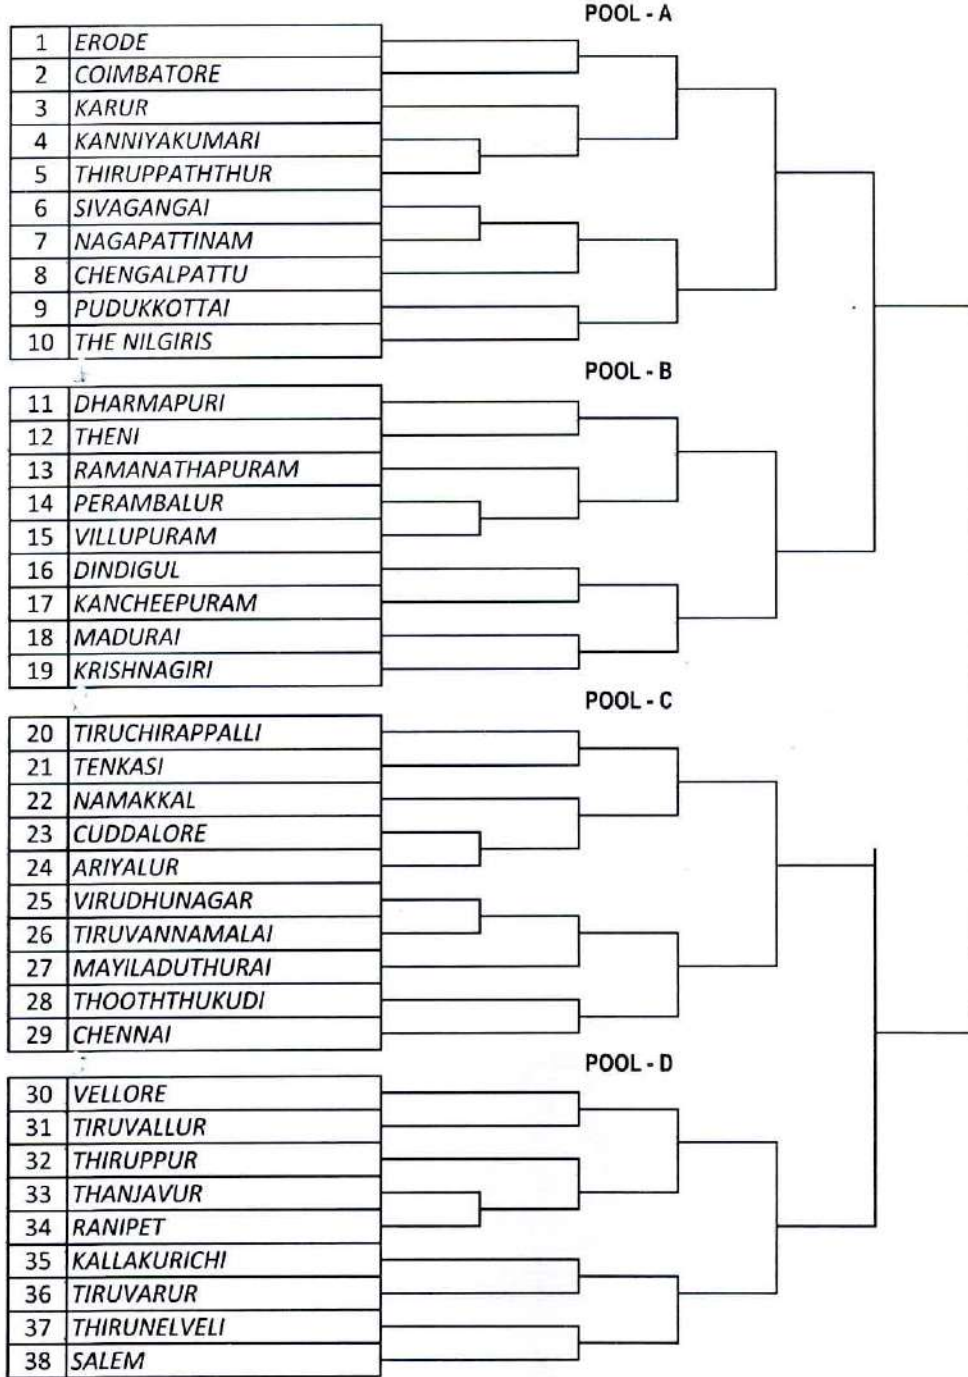 POOL - A
1 ERODE
2 COIMBATORE
3 KARUR
4 KANNIYAKUMARI
5 THIRUPPATHTHUR
6 SIVAGANGAI
7 NAGAPATTINAM
8 CHENGALPATTU
9 PUDUKKOTTAI
10 THE NILGIRIS
POOL - B
11 DHARMAPURI
12 THENI
13 RAMANATHAPURAM
14 PERAMBALUR
15 VILLUPURAM
16 DINDIGUL
17 KANCHEEPURAM
18 MADURAI
19 KRISHNAGIRI
POOL - C
20 TIRUCHIRAPPALLI
21 TENKASI
22 NAMAKKAL
23 CUDDALORE
24 ARIYALUR
25 VIRUDHUNAGAR
26 TIRUVANNAMALAI
27 MAYILADUTHURAI
28 THOOTHTHUKUDI
29 CHENNAI
POOL - D
30 VELLORE
31 TIRUVALLUR
32 THIRUPPUR
33 THANJAVUR
34 RANIPET
35 KALLAKURICHI
36 TIRUVARUR
37 THIRUNELVELI
38 SALEM